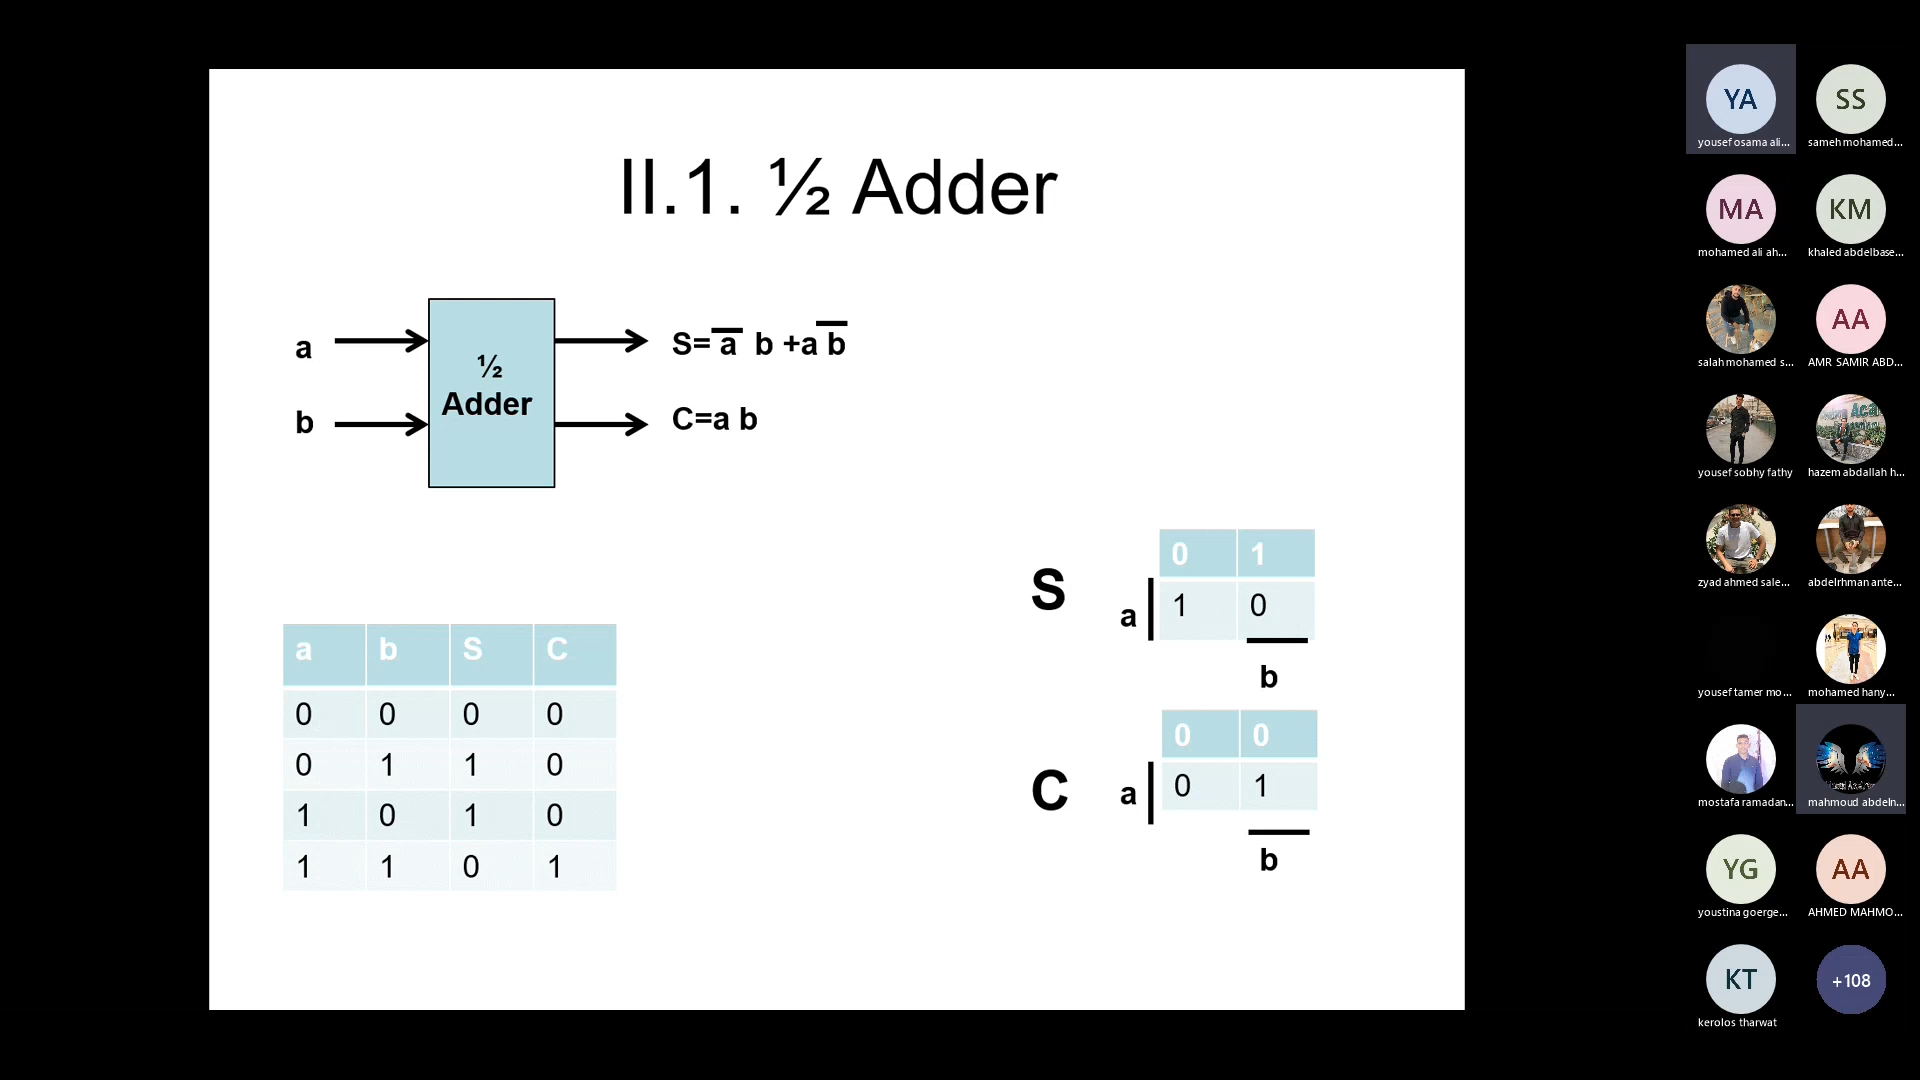 II.1. ½ Adder
a
b
½
Adder
S= a̅ b +a b̅
C=a b
a b S C
0 0 0 0
0 1 1 0
1 0 1 0
1 1 0 1
S
0 1
a
1 0
b
C
0 0
a
0 1
b
YA
yousef osama ali...
SS
sameh mohamed...
MA
mohamed ali ah...
KM
khaled abdelbase...
salah mohamed s...
AA
AMR SAMIR ABD...
yousef sobhy fathy
hazem abdallah h...
zyad ahmed sale...
abdelrhman ante...
yousef tamer mo...
mohamed hany...
mostafa ramadan...
mahmoud abdeln...
YG
youstina goerge...
AA
AHMED MAHMO...
KT
kerolos tharwat
+108